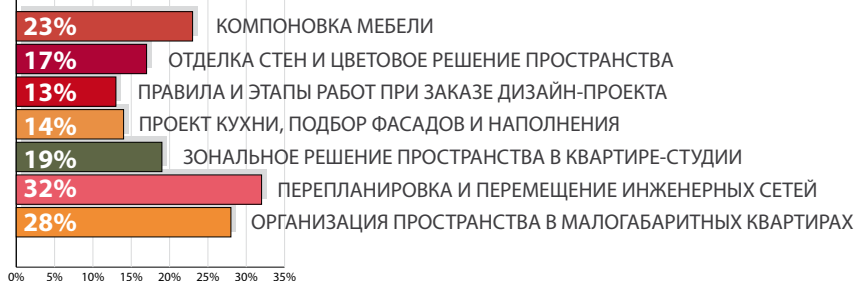 23% КОМПОНОВКА МЕБЕЛИ
17% ОТДЕЛКА СТЕН И ЦВЕТОВОЕ РЕШЕНИЕ ПРОСТРАНСТВА
13% ПРАВИЛА И ЭТАПЫ РАБОТ ПРИ ЗАКАЗЕ ДИЗАЙН-ПРОЕКТА
14% ПРОЕКТ КУХНИ, ПОДБОР ФАСАДОВ И НАПОЛНЕНИЯ
19% ЗОНАЛЬНОЕ РЕШЕНИЕ ПРОСТРАНСТВА В КВАРТИРЕ-СТУДИИ
32% ПЕРЕПЛАНИРОВКА И ПЕРЕМЕЩЕНИЕ ИНЖЕНЕРНЫХ СЕТЕЙ
28% ОРГАНИЗАЦИЯ ПРОСТРАНСТВА В МАЛОГАБАРИТНЫХ КВАРТИРАХ
0% 5% 10% 15% 20% 25% 30% 35%